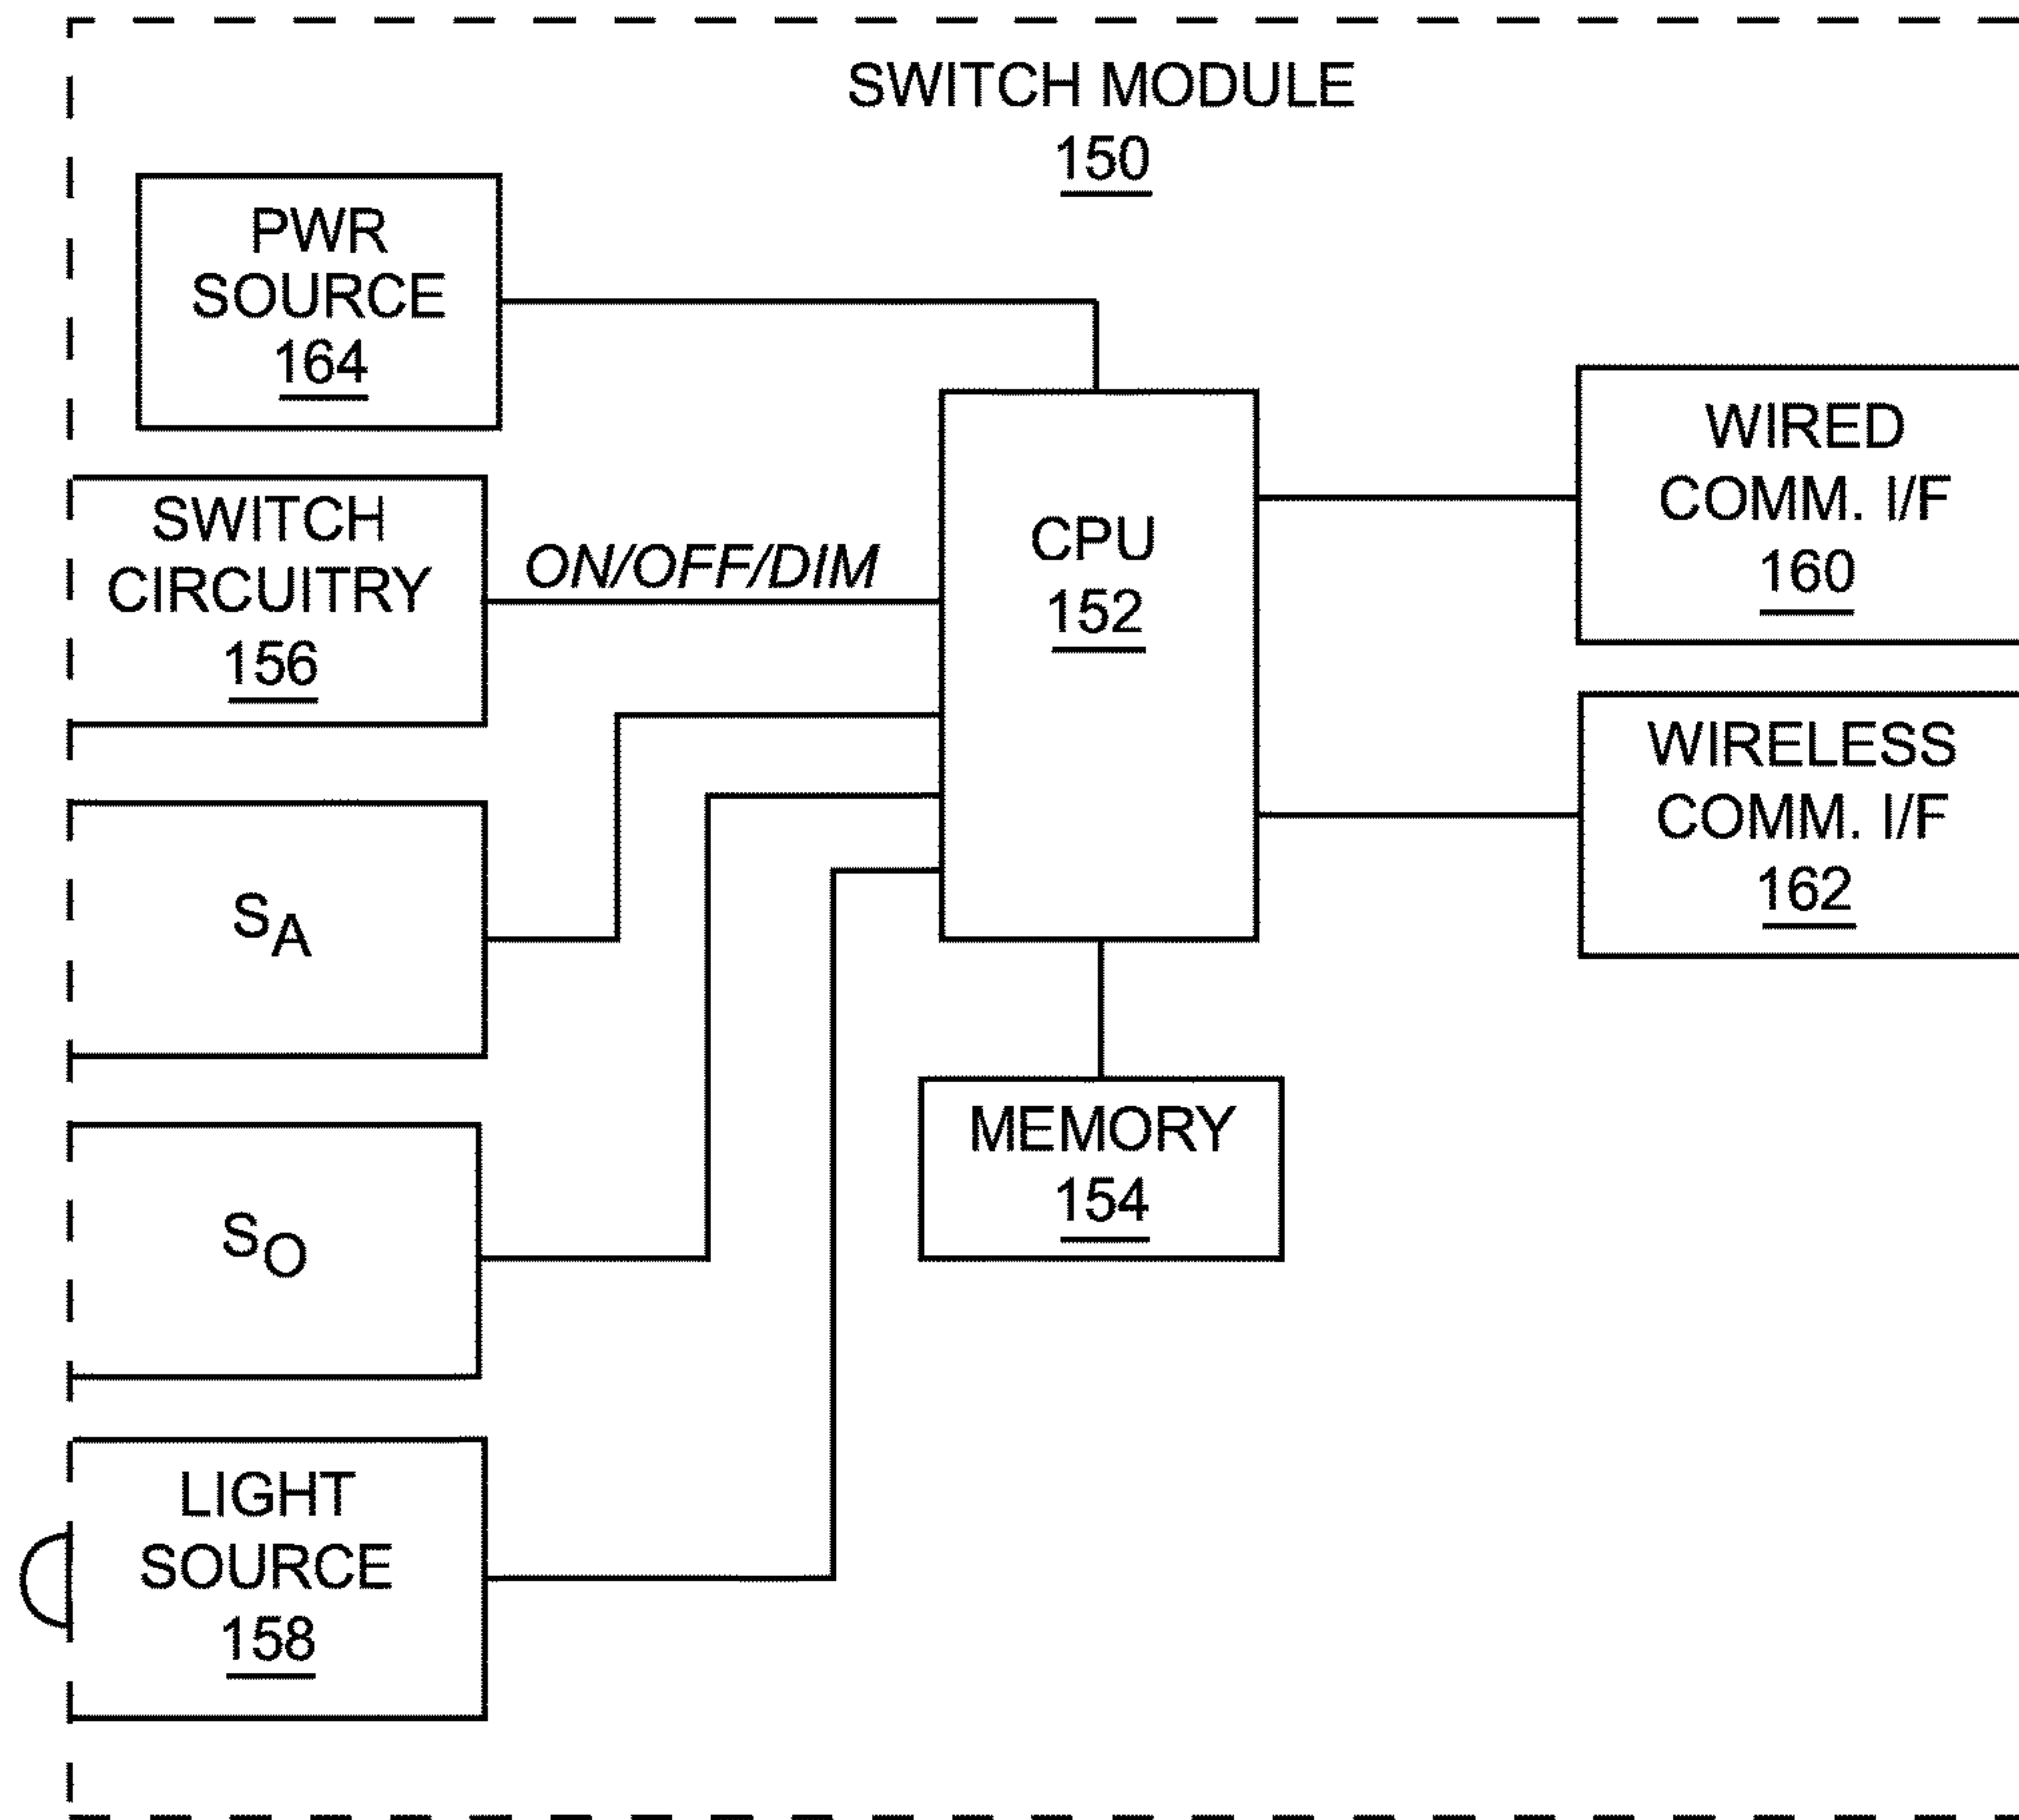 SWITCH MODULE
150
PWR
SOURCE
164
SWITCH
CIRCUITRY
156
ON/OFF/DIM
CPU
152
WIRED
COMM. I/F
160
WIRELESS
COMM. I/F
162
SA
SO
MEMORY
154
LIGHT
SOURCE
158